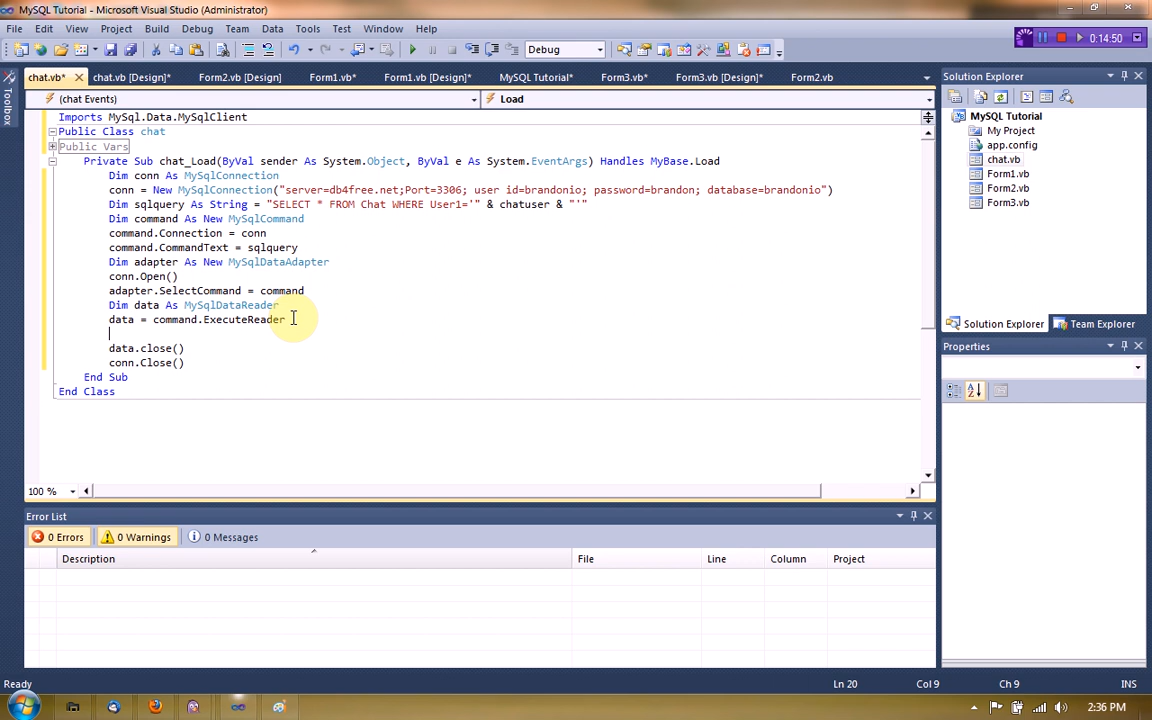 MySQL Tutorial - Microsoft Visual Studio (Administrator)
File Edit View Project Build Debug Team Data Tools Test Window Help
Debug
0:14:50
chat.vb* chat.vb [Design]* Form2.vb [Design] Form1.vb* Form1.vb [Design]* MySQL Tutorial* Form3.vb* Form3.vb [Design]* Form2.vb
(chat Events) Load
Imports MySql.Data.MySqlClient
Public Class chat
Public Vars
Private Sub chat_Load(ByVal sender As System.Object, ByVal e As System.EventArgs) Handles MyBase.Load
Dim conn As MySqlConnection
conn = New MySqlConnection("server=db4free.net;Port=3306; user id=brandonio; password=brandon; database=brandonio")
Dim sqlquery As String = "SELECT * FROM Chat WHERE User1='" & chatuser & "'"
Dim command As New MySqlCommand
command.Connection = conn
command.CommandText = sqlquery
Dim adapter As New MySqlDataAdapter
conn.Open()
adapter.SelectCommand = command
Dim data As MySqlDataReader
data = command.ExecuteReader
data.close()
conn.Close()
End Sub
End Class
100 %
Solution Explorer
MySQL Tutorial
My Project
app.config
chat.vb
Form1.vb
Form2.vb
Form3.vb
Solution Explorer Team Explorer
Properties
Error List
0 Errors 0 Warnings 0 Messages
Description File Line Column Project
Ready Ln 20 Col 9 Ch 9 INS
2:36 PM